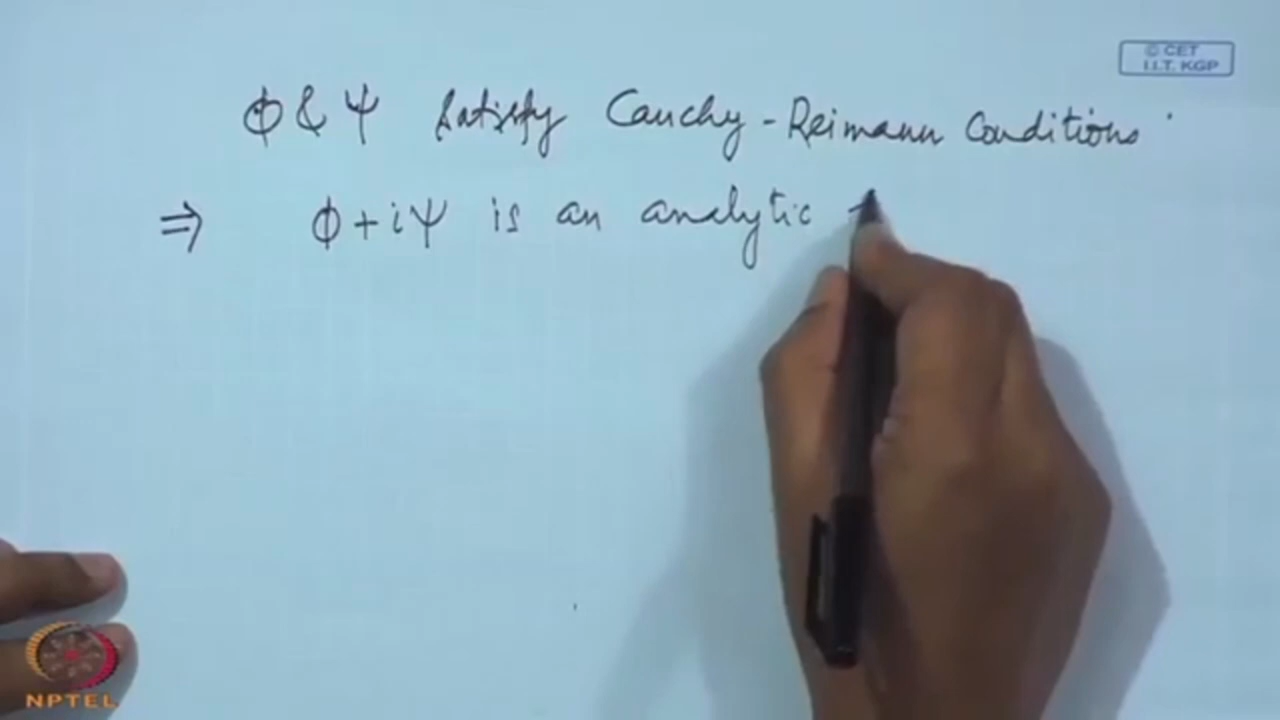 © CET
I.I.T. KGP
Φ & Ψ satisfy Cauchy-Reimann Conditions
⇒ Φ + iΨ is an analytic
NPTEL